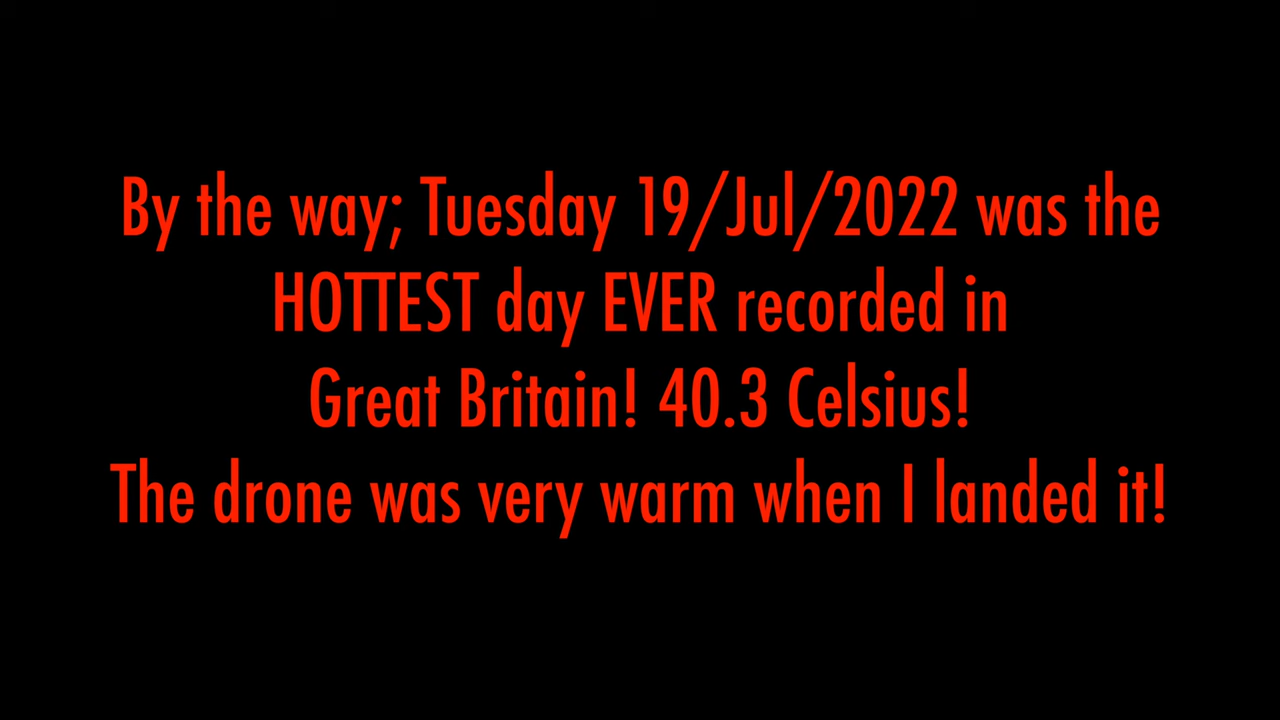 By the way; Tuesday 19/Jul/2022 was the
HOTTEST day EVER recorded in
Great Britain! 40.3 Celsius!
The drone was very warm when I landed it!